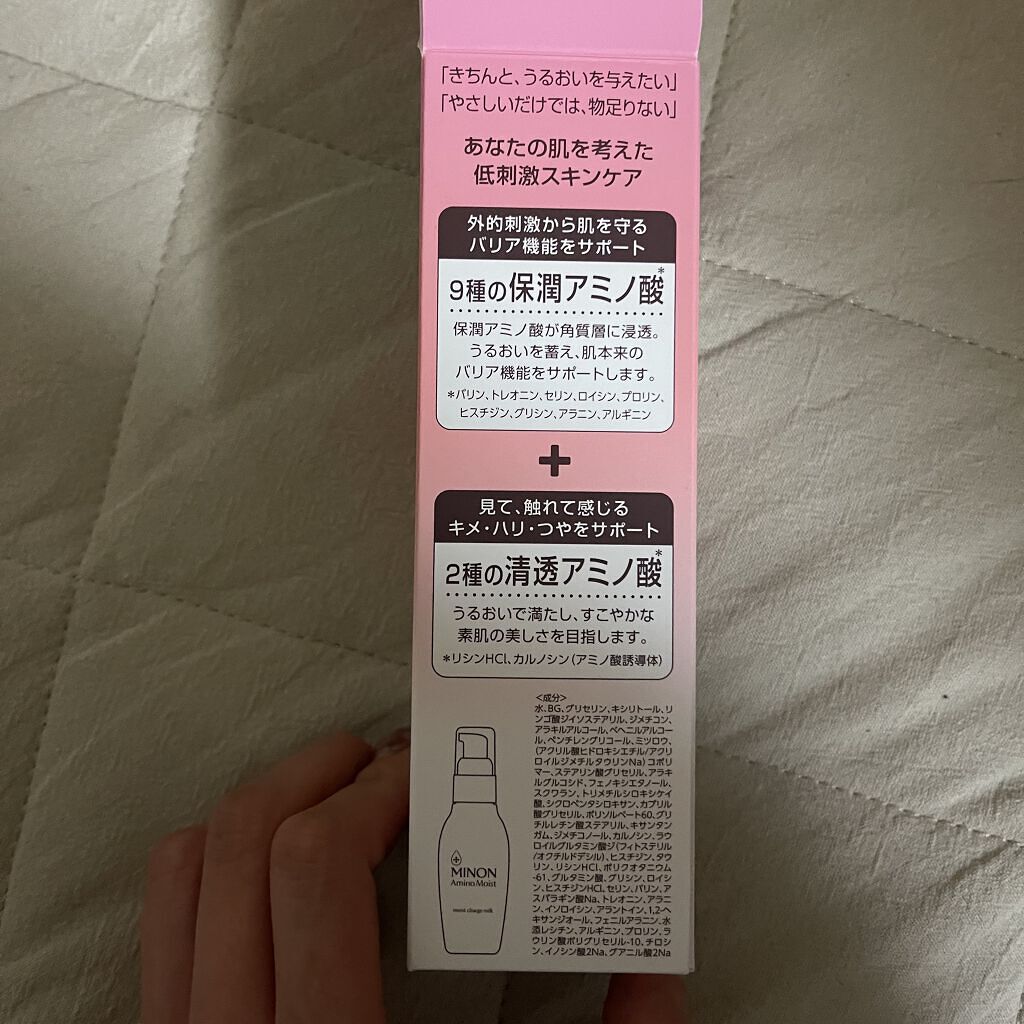 「きちんと、うるおいを与えたい」
「やさしいだけでは、物足りない」
あなたの肌を考えた
低刺激スキンケア
外的刺激から肌を守る
バリア機能をサポート
9種の保潤アミノ酸*
保潤アミノ酸が角質層に浸透。
うるおいを蓄え、肌本来の
バリア機能をサポートします。
*バリン、トレオニン、セリン、ロイシン、プロリン、
ヒスチジン、グリシン、アラニン、アルギニン
+
見て、触れて感じる
キメ・ハリ・つやをサポート
2種の清透アミノ酸*
うるおいで満たし、すこやかな
素肌の美しさを目指します。
*リシンHCl、カルノシン(アミノ酸誘導体)
<成分>
水、BG、グリセリン、キシリトール、リ
ンゴ酸ジイソステアリル、ジメチコン、
アラキルアルコール、ベヘニルアルコー
ル、ペンチレングリコール、ミツロウ、
(アクリル酸ヒドロキシエチル/アクリ
ロイルジメチルタウリンNa)コポリ
マー、ステアリン酸グリセリル、アラキ
ルグルコシド、フェノキシエタノール、
スクワラン、トリメチルシロキシケイ
酸、シクロペンタシロキサン、カプリル
酸グリセリル、ポリソルベート60、グリ
チルレチン酸ステアリル、キサンタン
ガム、ジメチコノール、カルノシン、ラウ
ロイルグルタミン酸ジ(フィトステリル
/オクチルドデシル)、ヒスチジン、タウ
リン、リシンHCl、ポリクオタニウム
-61、グルタミン酸、グリシン、ロイシ
ン、ヒスチジンHCl、セリン、バリン、ア
スパラギン酸Na、トレオニン、アラニ
ン、イソロイシン、アラントイン、1,2-ヘ
キサンジオール、フェニルアラニン、水
添レシチン、アルギニン、プロリン、ラ
ウリン酸ポリグリセリル-10、チロシ
ン、イノシン酸2Na、グアニル酸2Na
MINON
Amino Moist
moist charge milk